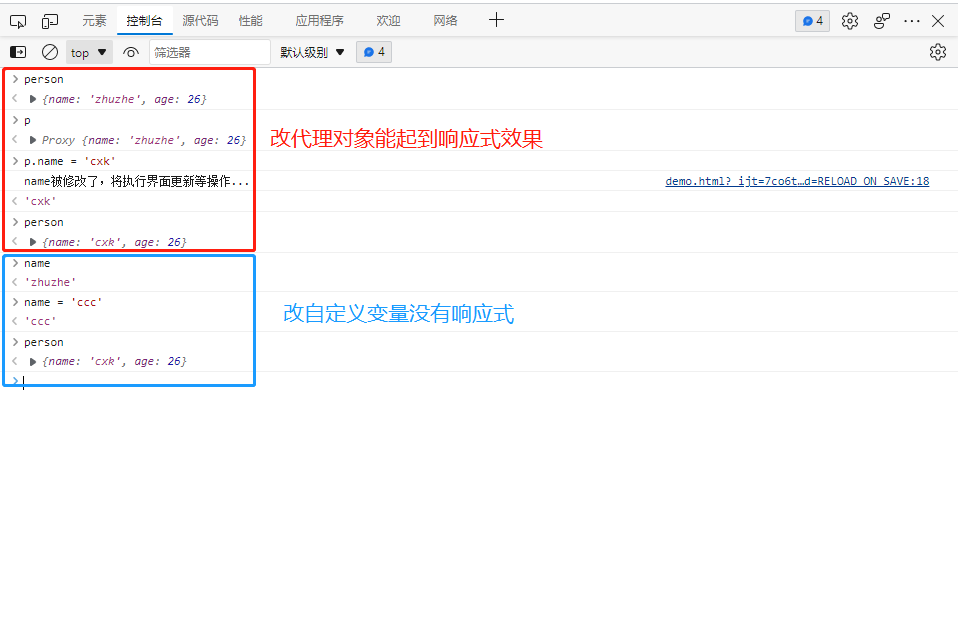 元素 控制台 源代码 性能 应用程序 欢迎 网络 4
top 筛选器 默认级别 4
person
{name: 'zhuzhe', age: 26}
p
Proxy {name: 'zhuzhe', age: 26}
改代理对象能起到响应式效果
p.name = 'cxk'
name被修改了，将执行界面更新等操作... demo.html?_ijt=7co6t…d=RELOAD_ON_SAVE:18
'cxk'
person
{name: 'cxk', age: 26}
name
'zhuzhe'
name = 'ccc'
改自定义变量没有响应式
'ccc'
person
{name: 'cxk', age: 26}